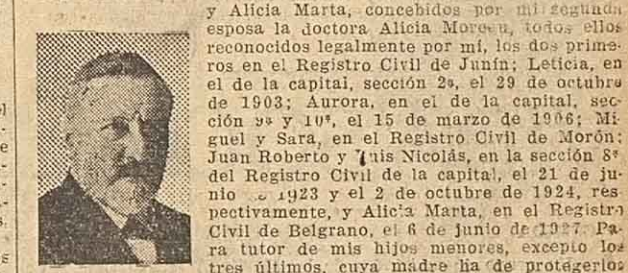 y Alicia Marta, concebidos por mi segunda
esposa la doctora Alicia Moreau, todos ellos
reconocidos legalmente por mí, los dos prime-
ros en el Registro Civil de Junín; Leticia, en
el de la capital, sección 2ª, el 29 de octubre
de 1903; Aurora, en el de la capital, sec-
ción 9ª y 10ª, el 15 de marzo de 1906; Mi-
guel y Sara, en el Registro Civil de Morón;
Juan Roberto y Luis Nicolás, en la sección 8ª
del Registro Civil de la capital, el 21 de ju-
nio 1923 y el 2 de octubre de 1924, res-
pectivamente, y Alicia Marta, en el Registro
Civil de Belgrano, el 6 de junio de 1927. Pa-
ra tutor de mis hijos menores, excepto los
tres últimos, cuya madre ha de protegerlos